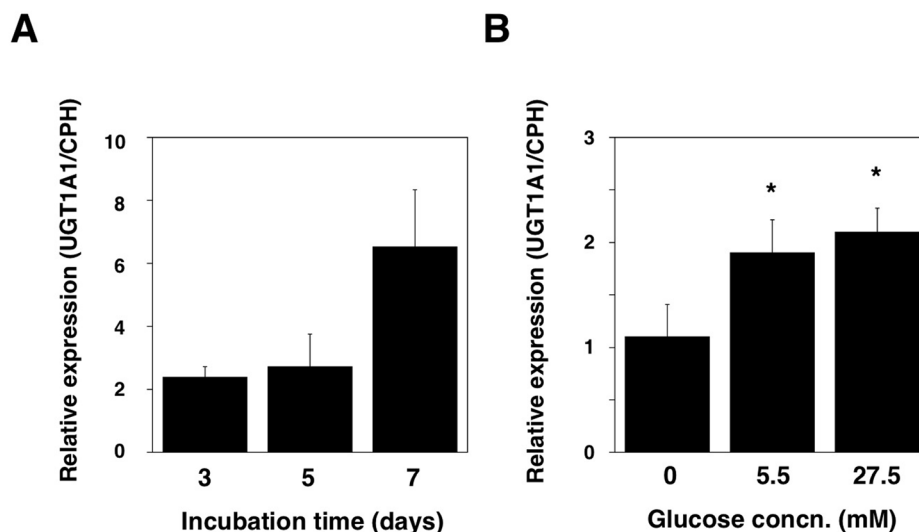 A
Relative expression (UGT1A1/CPH)
10
8
6
4
2
0
3 5 7
Incubation time (days)
B
Relative expression (UGT1A1/CPH)
3
2
1
0
* *
0 5.5 27.5
Glucose concn. (mM)